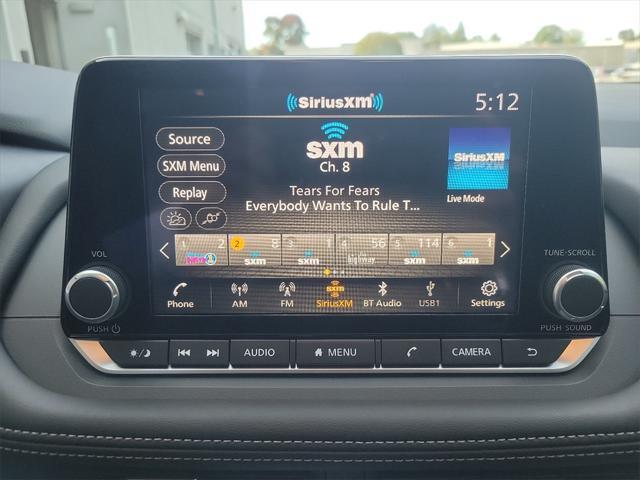 SiriusXM
5:12
Source
sxm
SiriusXM
SXM Menu
Ch. 8
Replay
Tears For Fears
Everybody Wants To Rule T...
Live Mode
1 2 2 8 3 1 4 56 5 114 6 1
sxm sxm highway sxm sxm
VOL
TUNE·SCROLL
Phone AM FM SiriusXM BT Audio USB1 Settings
PUSH
PUSH SOUND
AUDIO MENU CAMERA